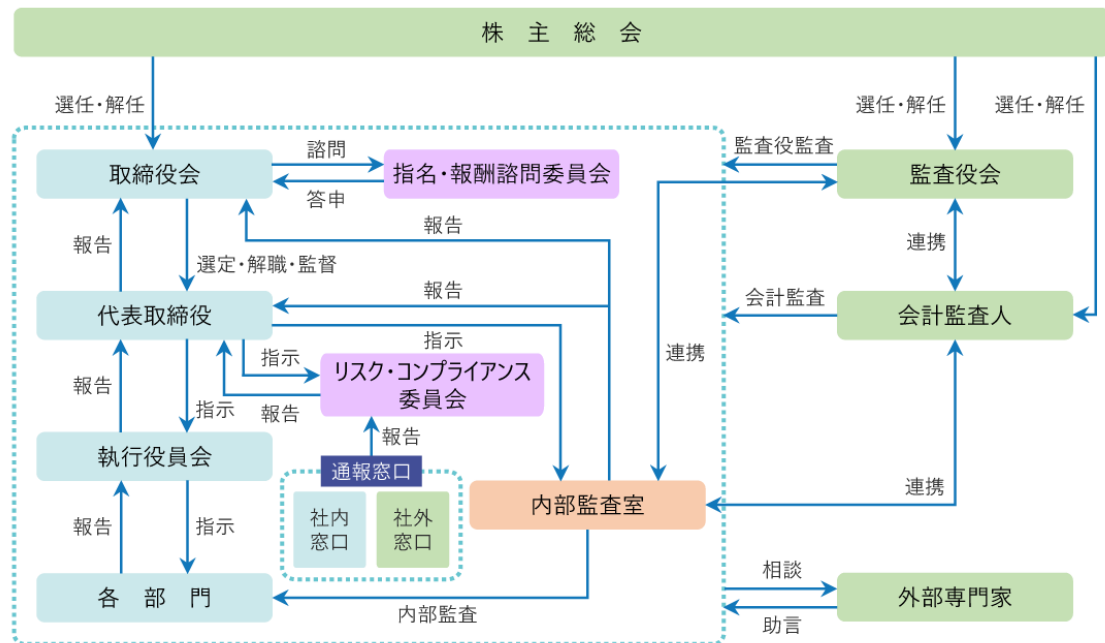 株 主 総 会
選任・解任
選任・解任
選任・解任
取締役会
諮問
答申
指名・報酬諮問委員会
監査役監査
監査役会
報告
選定・解職・監督
報告
連携
代表取締役
報告
会計監査
会計監査人
指示
指示
連携
報告
指示
報告
リスク・コンプライアンス
委員会
執行役員会
報告
通報窓口
社内
窓口
社外
窓口
内部監査室
連携
報告
指示
各 部 門
内部監査
相談
助言
外部専門家